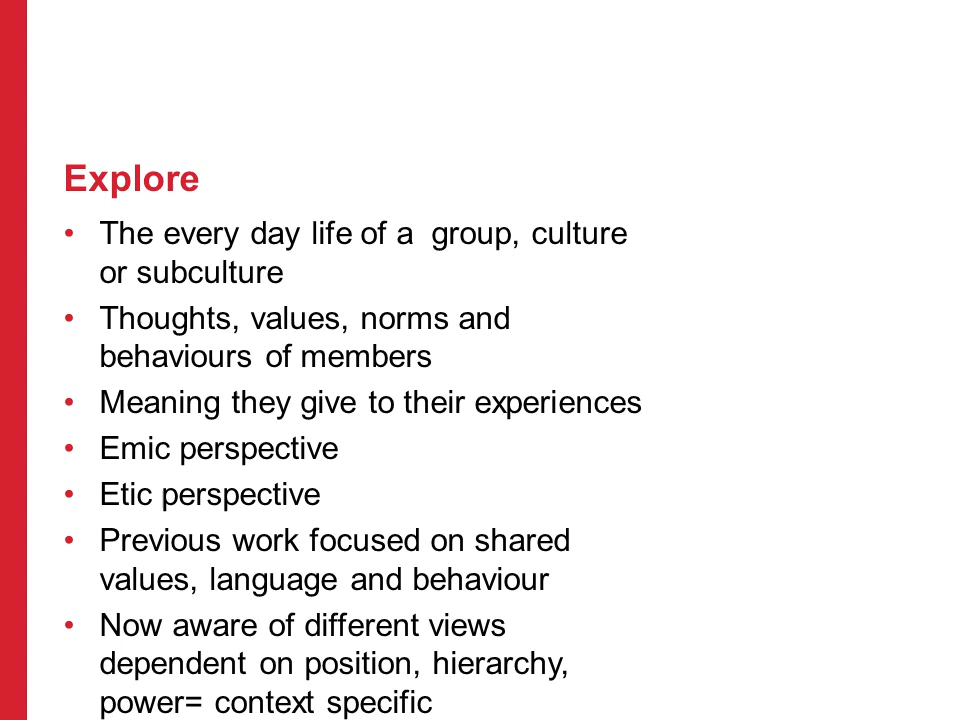 Explore
• The every day life of a  group, culture
or subculture
• Thoughts, values, norms and
behaviours of members
• Meaning they give to their experiences
• Emic perspective
• Etic perspective
• Previous work focused on shared
values, language and behaviour
• Now aware of different views
dependent on position, hierarchy,
power= context specific